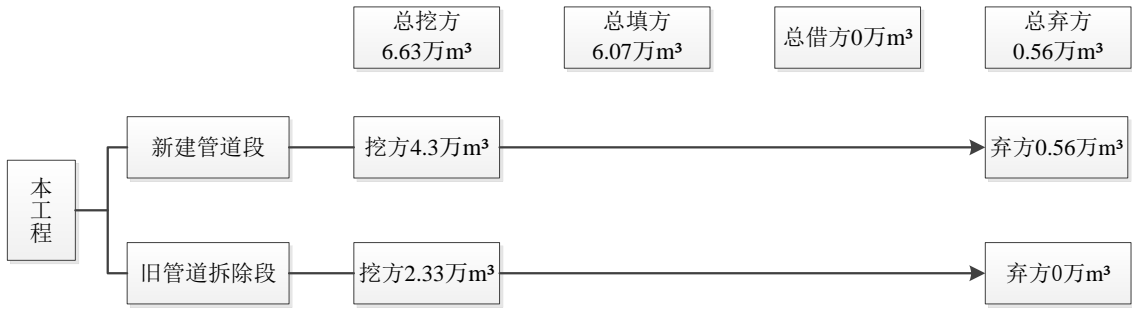 总挖方
6.63万m³
总填方
6.07万m³
总借方0万m³
总弃方
0.56万m³
本工程
新建管道段
挖方4.3万m³
弃方0.56万m³
旧管道拆除段
挖方2.33万m³
弃方0万m³